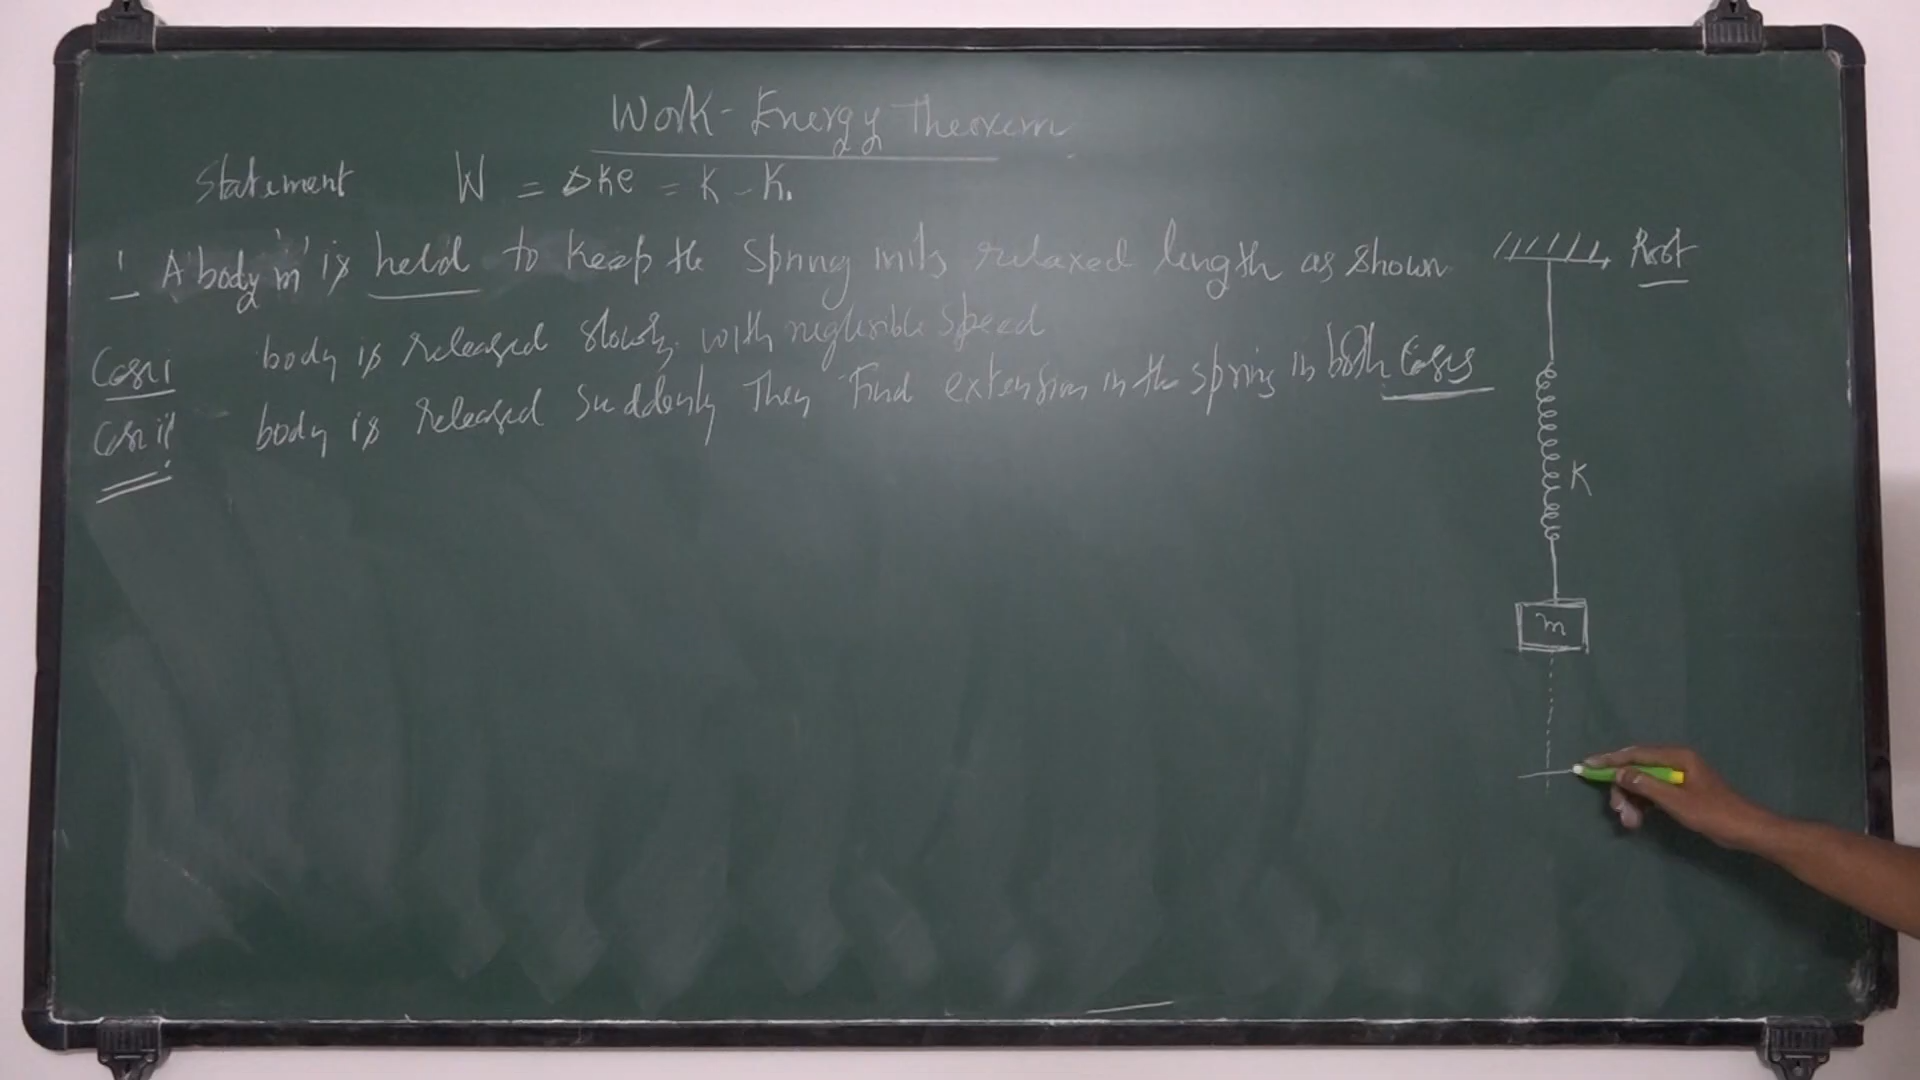 Work-Energy Theorem
Statement W = ΔKe = K - K.
1 A body 'm' is held to keep the spring in its relaxed length as shown
Roof
Case i body is released slowly with neglisible speed
Case ii body is released suddenly Then Find extension in the spring in both Cases
K
m